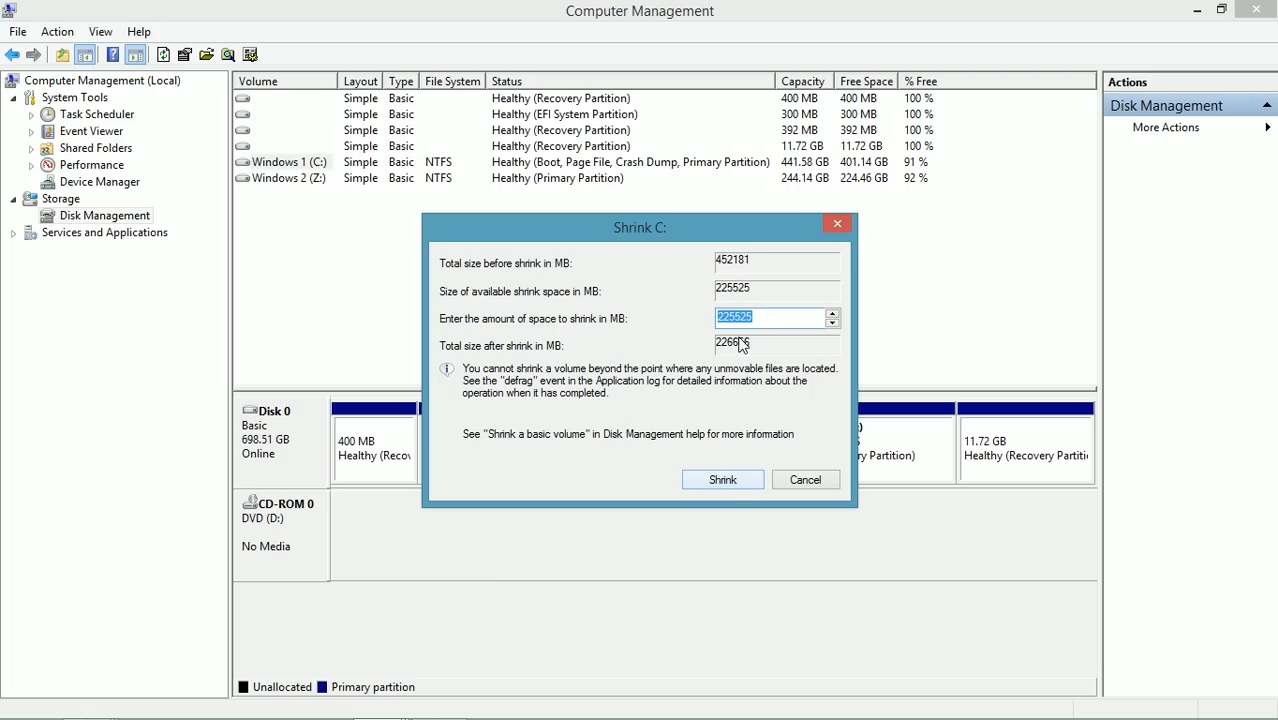 Computer Management
File Action View Help
Computer Management (Local)
System Tools
Task Scheduler
Event Viewer
Shared Folders
Performance
Device Manager
Storage
Disk Management
Services and Applications
Volume Layout Type File System Status Capacity Free Space % Free
Simple Basic Healthy (Recovery Partition) 400 MB 400 MB 100 %
Simple Basic Healthy (EFI System Partition) 300 MB 300 MB 100 %
Simple Basic Healthy (Recovery Partition) 392 MB 392 MB 100 %
Simple Basic Healthy (Recovery Partition) 11.72 GB 11.72 GB 100 %
Windows 1 (C:) Simple Basic NTFS Healthy (Boot, Page File, Crash Dump, Primary Partition) 441.58 GB 401.14 GB 91 %
Windows 2 (Z:) Simple Basic NTFS Healthy (Primary Partition) 244.14 GB 224.46 GB 92 %
Shrink C:
Total size before shrink in MB: 452181
Size of available shrink space in MB: 225525
Enter the amount of space to shrink in MB: 225525
Total size after shrink in MB:
You cannot shrink a volume beyond the point where any unmovable files are located.
See the "defrag" event in the Application log for detailed information about the
operation when it has completed.
See "Shrink a basic volume" in Disk Management help for more information
Shrink Cancel
Disk 0
Basic
698.51 GB
Online
400 MB
Healthy (Recov
ry Partition)
11.72 GB
Healthy (Recovery Partitic
CD-ROM 0
DVD (D:)
No Media
Unallocated Primary partition
Actions
Disk Management
More Actions